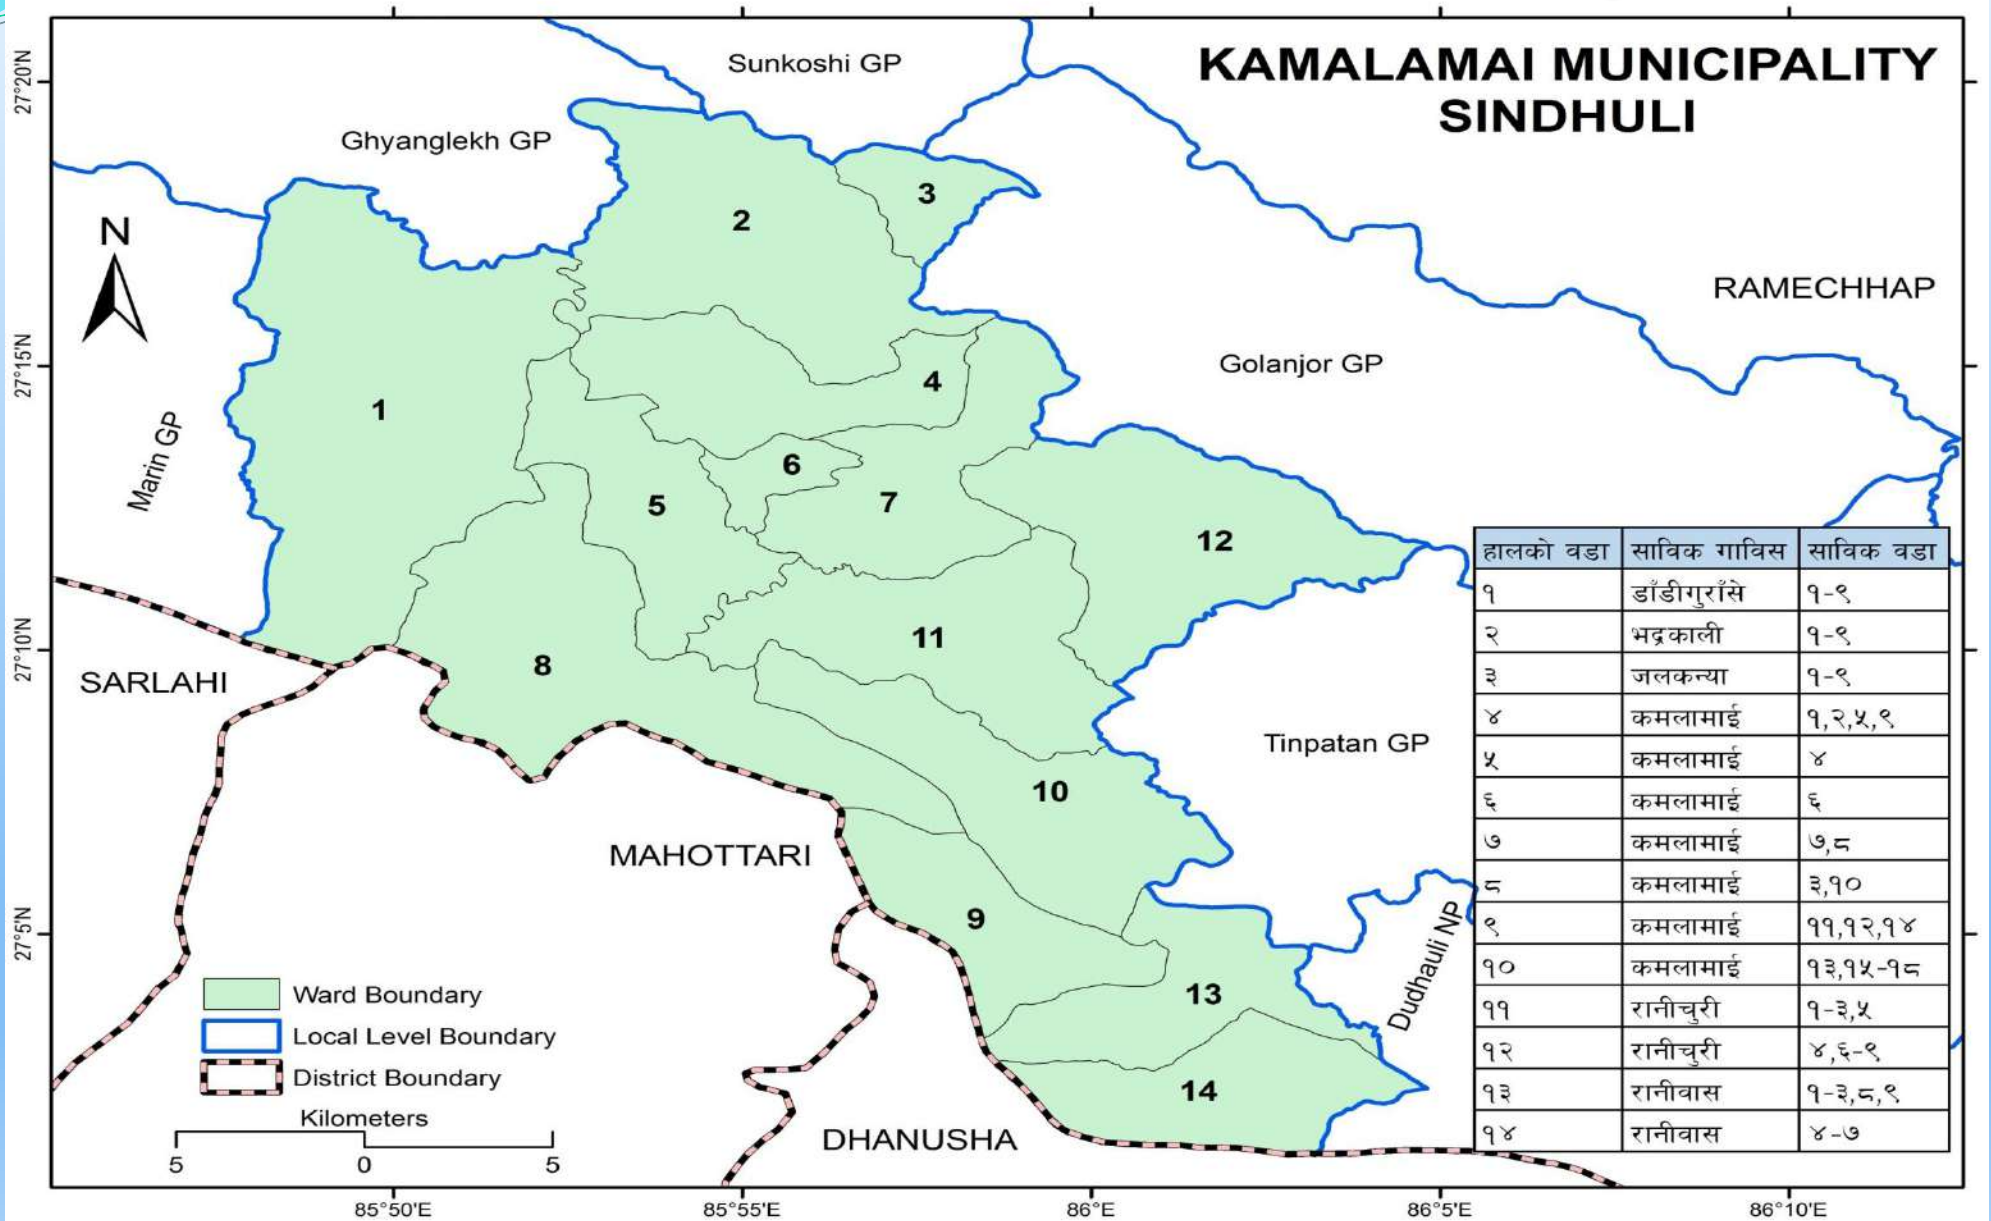 KAMALAMAI MUNICIPALITY
SINDHULI
Sunkoshi GP
Ghyanglekh GP
27°20'N
3
2
N
RAMECHHAP
27°15'N
Golanjor GP
4
1
Marin GP
6
7
5
12
11
27°10'N
SARLAHI
8
Tinpatan GP
10
MAHOTTARI
9
27°5'N
Dudhauli NP
13
14
DHANUSHA
Ward Boundary
Local Level Boundary
District Boundary
Kilometers
5 0 5
85°50'E 85°55'E 86°E 86°5'E 86°10'E
हालको वडा साविक गाविस साविक वडा
१ डाँडीगुराँसे १-९
२ भद्रकाली १-९
३ जलकन्या १-९
४ कमलामाई १,२,५,९
५ कमलामाई ४
६ कमलामाई ६
७ कमलामाई ७,८
८ कमलामाई ३,१०
९ कमलामाई ११,१२,१४
१० कमलामाई १३,१५-१८
११ रानीचुरी १-३,५
१२ रानीचुरी ४,६-९
१३ रानीवास १-३,८,९
१४ रानीवास ४-७